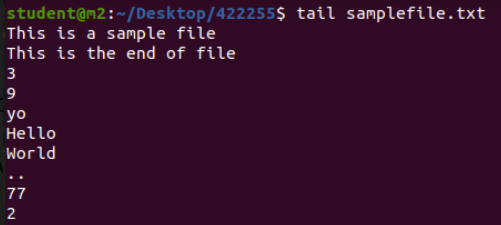 student@m2:~/Desktop/422255$ tail samplefile.txt
This is a sample file
This is the end of file
3
9
yo
Hello
World
..
77
2